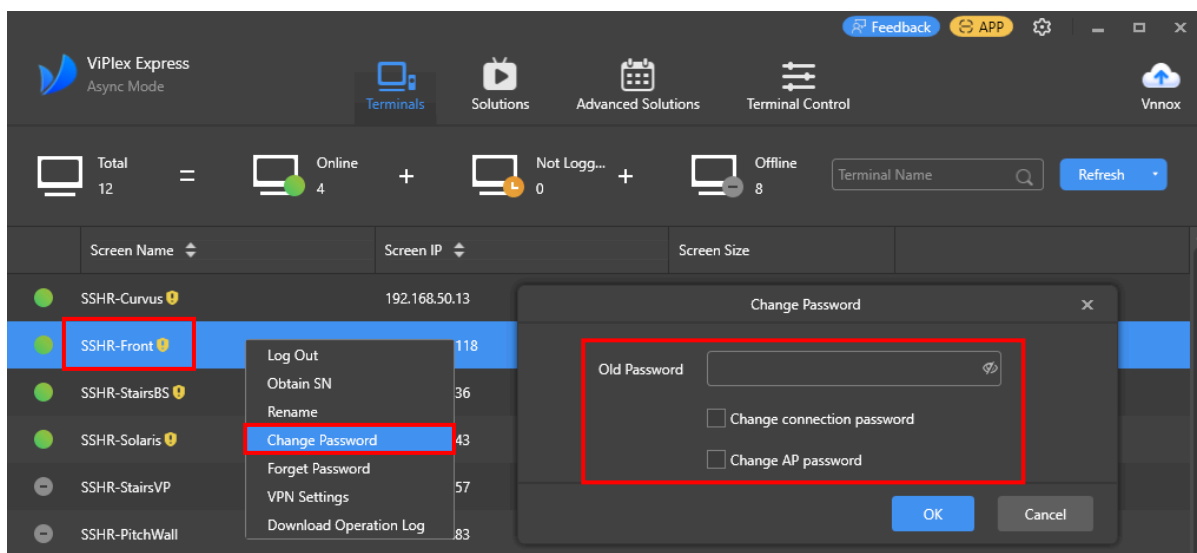 Feedback
APP
ViPlex Express
Async Mode
Terminals
Solutions
Advanced Solutions
Terminal Control
Vnnox
Total
12
=
Online
4
+
Not Logg...
0
+
Offline
8
Terminal Name
Refresh
Screen Name
Screen IP
Screen Size
SSHR-Curvus
192.168.50.13
SSHR-Front
118
SSHR-StairsBS
36
SSHR-Solaris
43
SSHR-StairsVP
57
SSHR-PitchWall
83
Log Out
Obtain SN
Rename
Change Password
Forget Password
VPN Settings
Download Operation Log
Change Password
Old Password
Change connection password
Change AP password
OK
Cancel